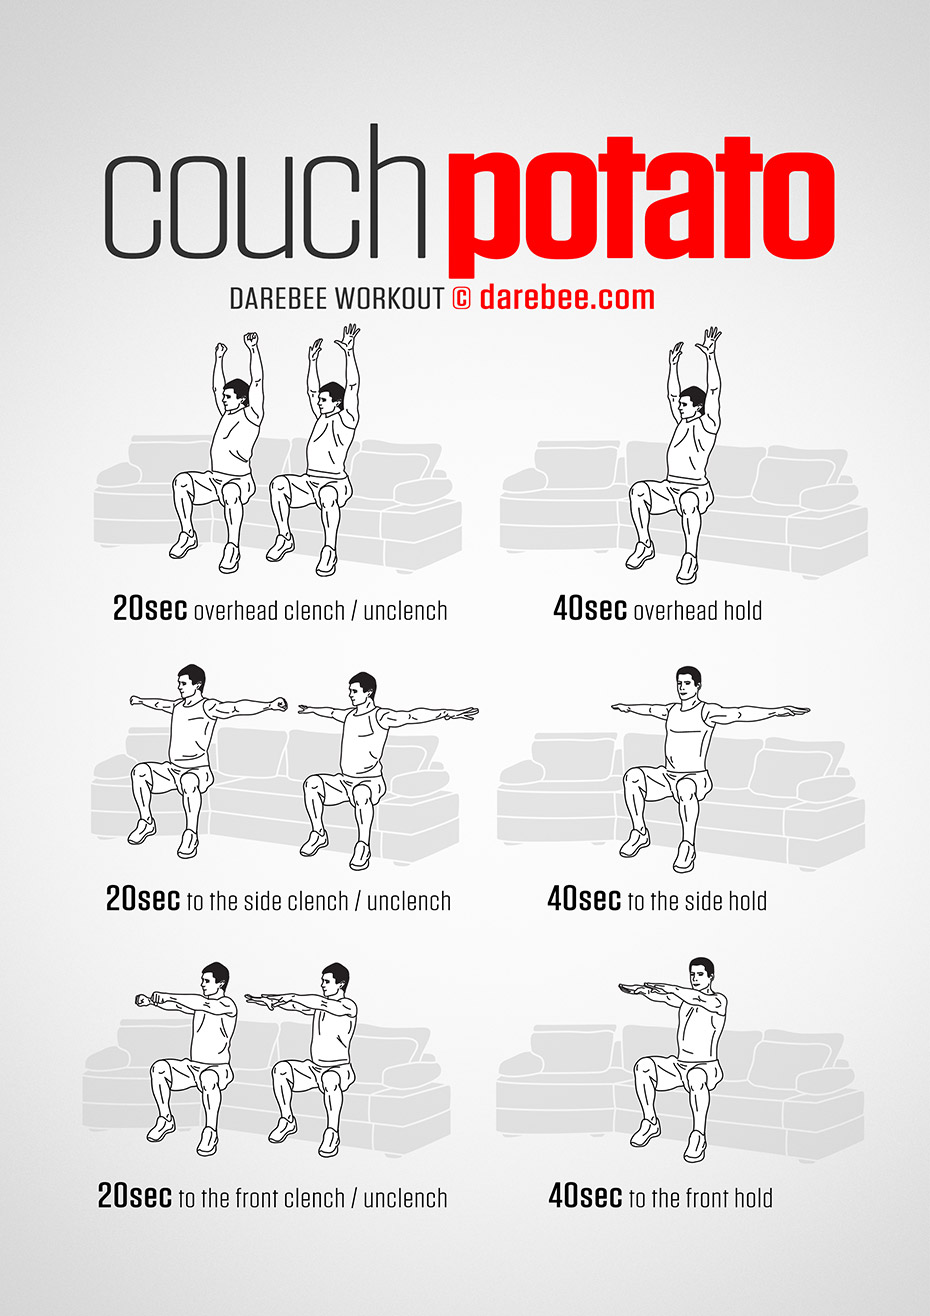 couch potato
DAREBEE WORKOUT © darebee.com
20sec overhead clench / unclench
40sec overhead hold
20sec to the side clench / unclench
40sec to the side hold
20sec to the front clench / unclench
40sec to the front hold